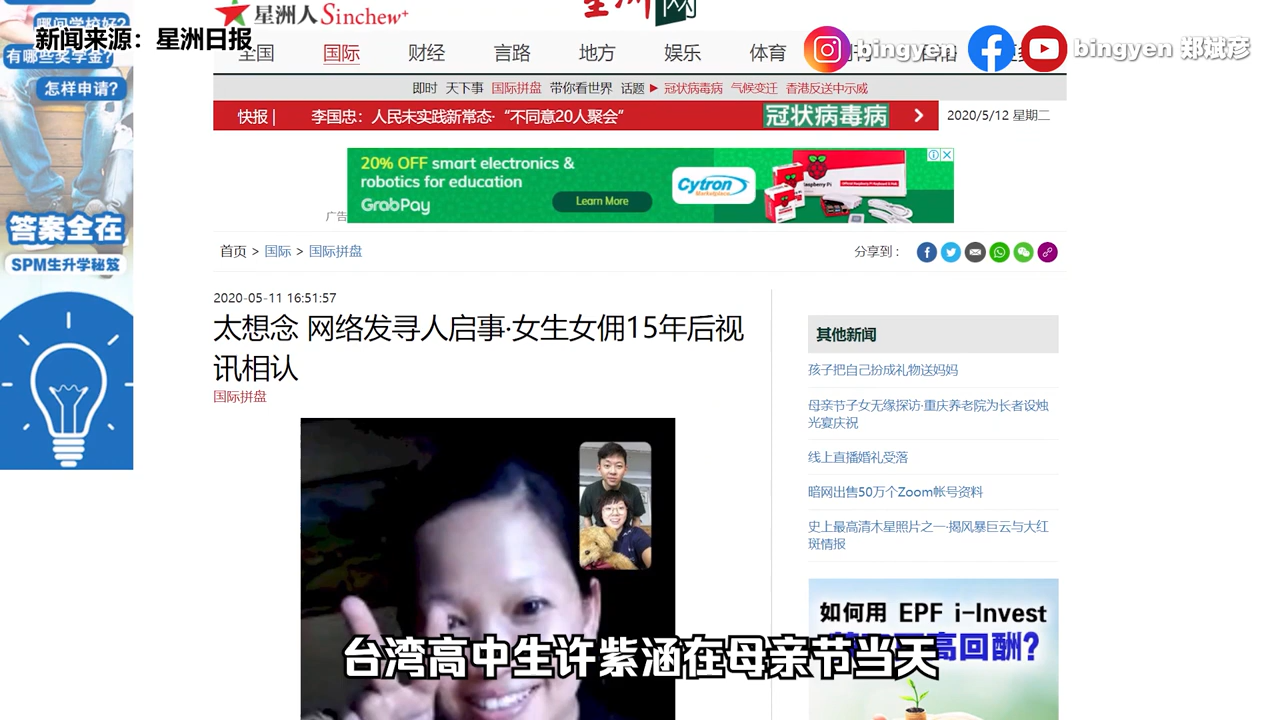 哪间学校好?
新闻来源：星洲日报
有哪些奖学金?
怎样申请?
答案全在
SPM生升学秘笈
星洲人 Sinchew+
星洲网
全国 国际 财经 言路 地方 娱乐 体育
bingyen
bingyen 郑斌彦
即时 天下事 国际拼盘 带你看世界 话题 ▶ 冠状病毒病 气候变迁 香港反送中示威
快报 | 李国忠：人民未实践新常态·“不同意20人聚会” 冠状病毒病
2020/5/12 星期二
20% OFF smart electronics &
robotics for education
GrabPay
Learn More
Cytron
Marketplace
广告
首页 > 国际 > 国际拼盘
分享到：
2020-05-11 16:51:57
太想念 网络发寻人启事·女生女佣15年后视
讯相认
国际拼盘
其他新闻
孩子把自己扮成礼物送妈妈
母亲节子女无缘探访·重庆养老院为长者设烛
光宴庆祝
线上直播婚礼受落
暗网出售50万个Zoom帐号资料
史上最高清木星照片之一·揭风暴巨云与大红
斑情报
如何用 EPF i-Invest
高回酬?
台湾高中生许紫涵在母亲节当天